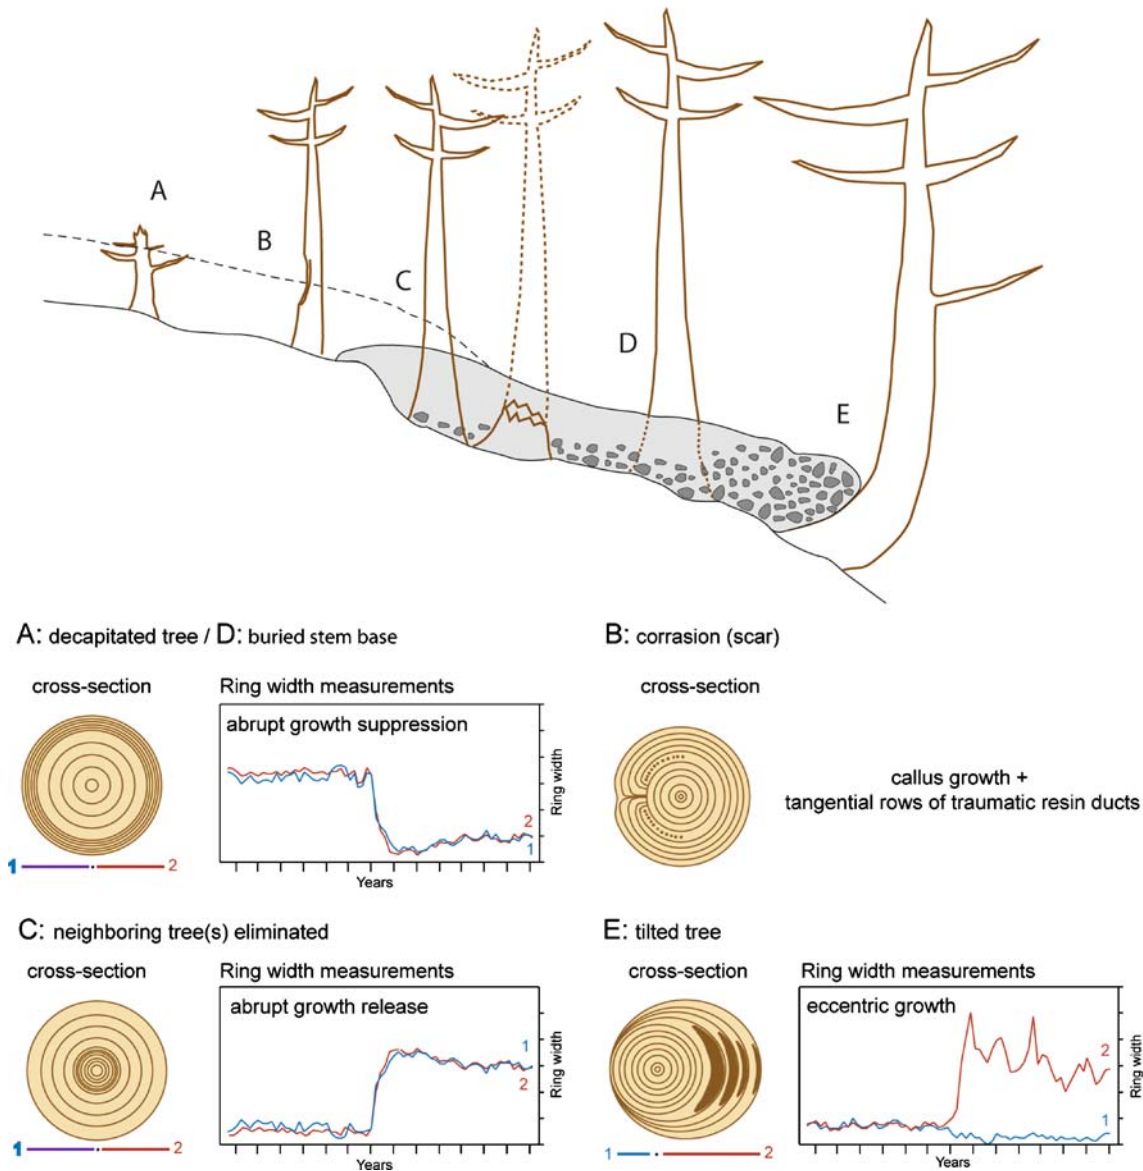 A
B
C
D
E
A: decapitated tree / D: buried stem base
cross-section
Ring width measurements
abrupt growth suppression
Ring width
2
1
1
2
Years
B: corrasion (scar)
cross-section
callus growth +
tangential rows of traumatic resin ducts
C: neighboring tree(s) eliminated
cross-section
Ring width measurements
abrupt growth release
Ring width
1
2
1
2
Years
E: tilted tree
cross-section
Ring width measurements
eccentric growth
Ring width
2
1
1
2
Years